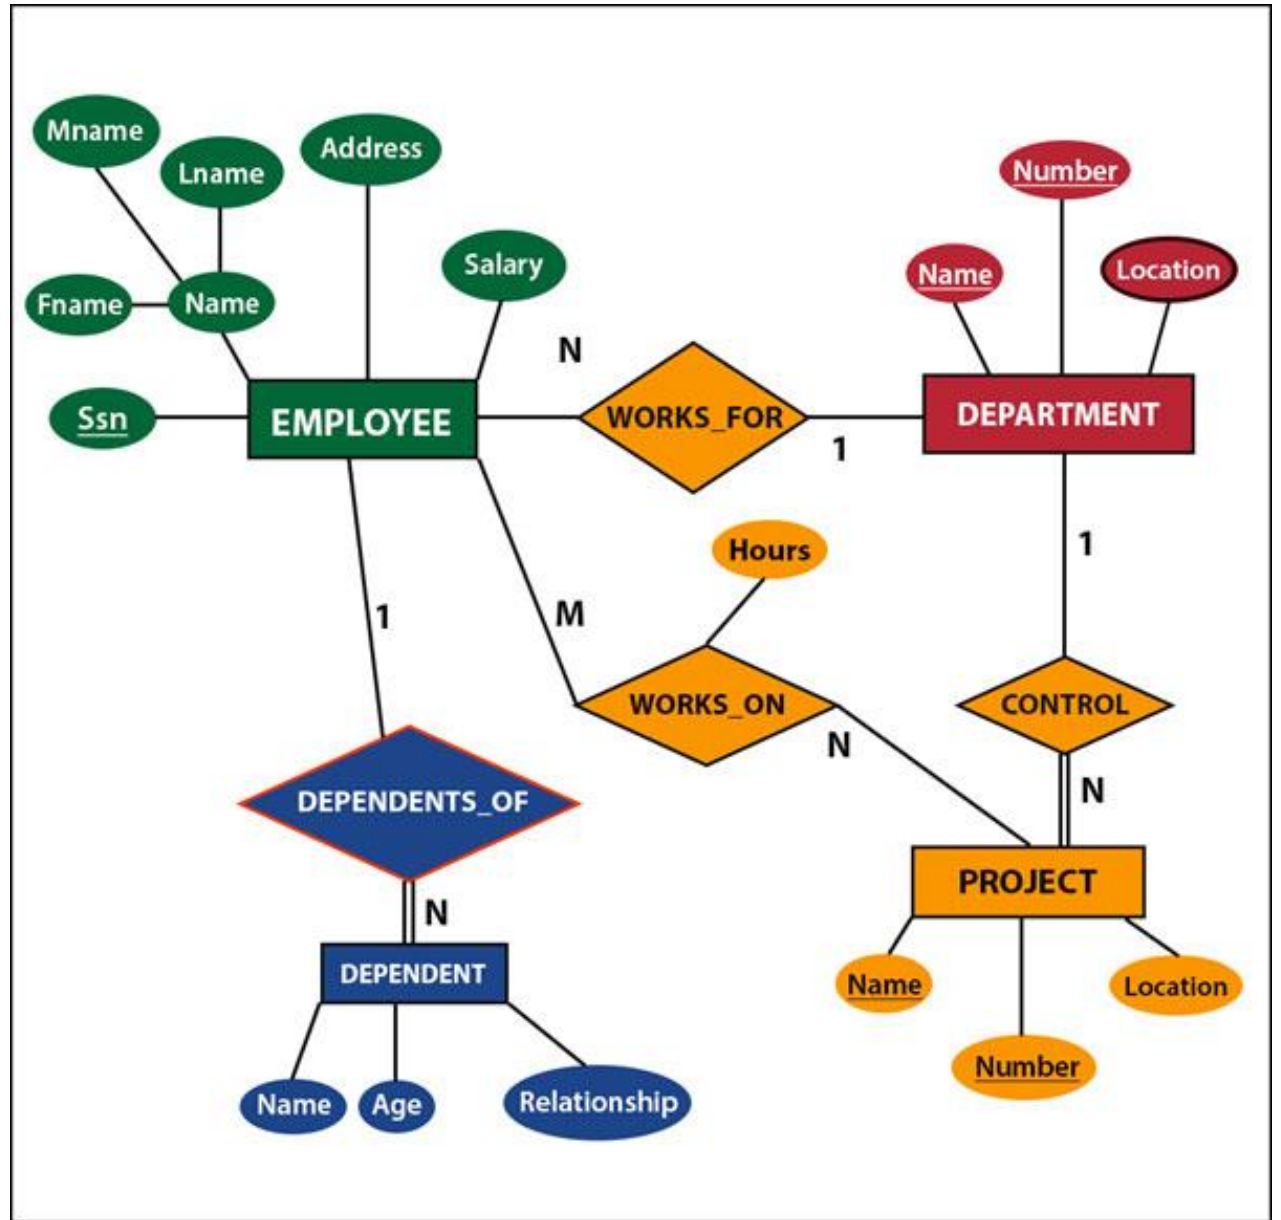 Mname
Lname
Address
Number
Name
Location
Salary
Fname
Name
Ssn
EMPLOYEE
N
WORKS_FOR
1
DEPARTMENT
Hours
1
1
M
WORKS_ON
N
CONTROL
N
DEPENDENTS_OF
N
PROJECT
DEPENDENT
Name
Number
Location
Name
Age
Relationship